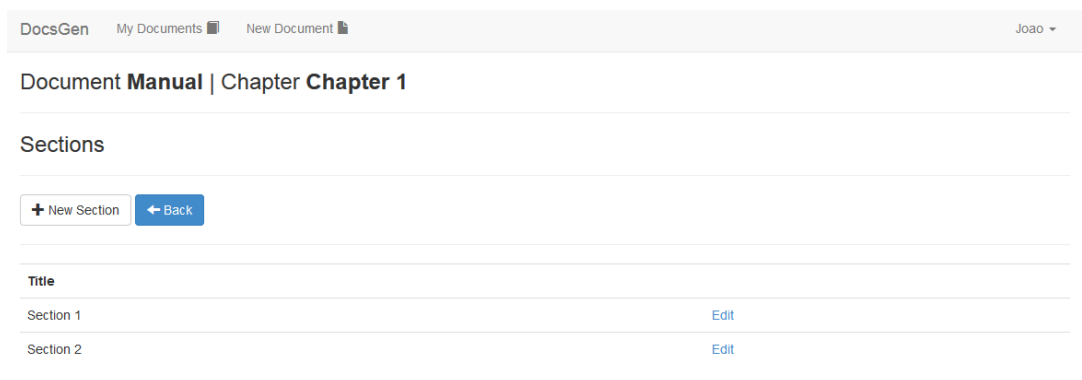 DocsGen My Documents New Document Joao
Document Manual | Chapter Chapter 1
Sections
New Section Back
Title
Section 1 Edit
Section 2 Edit